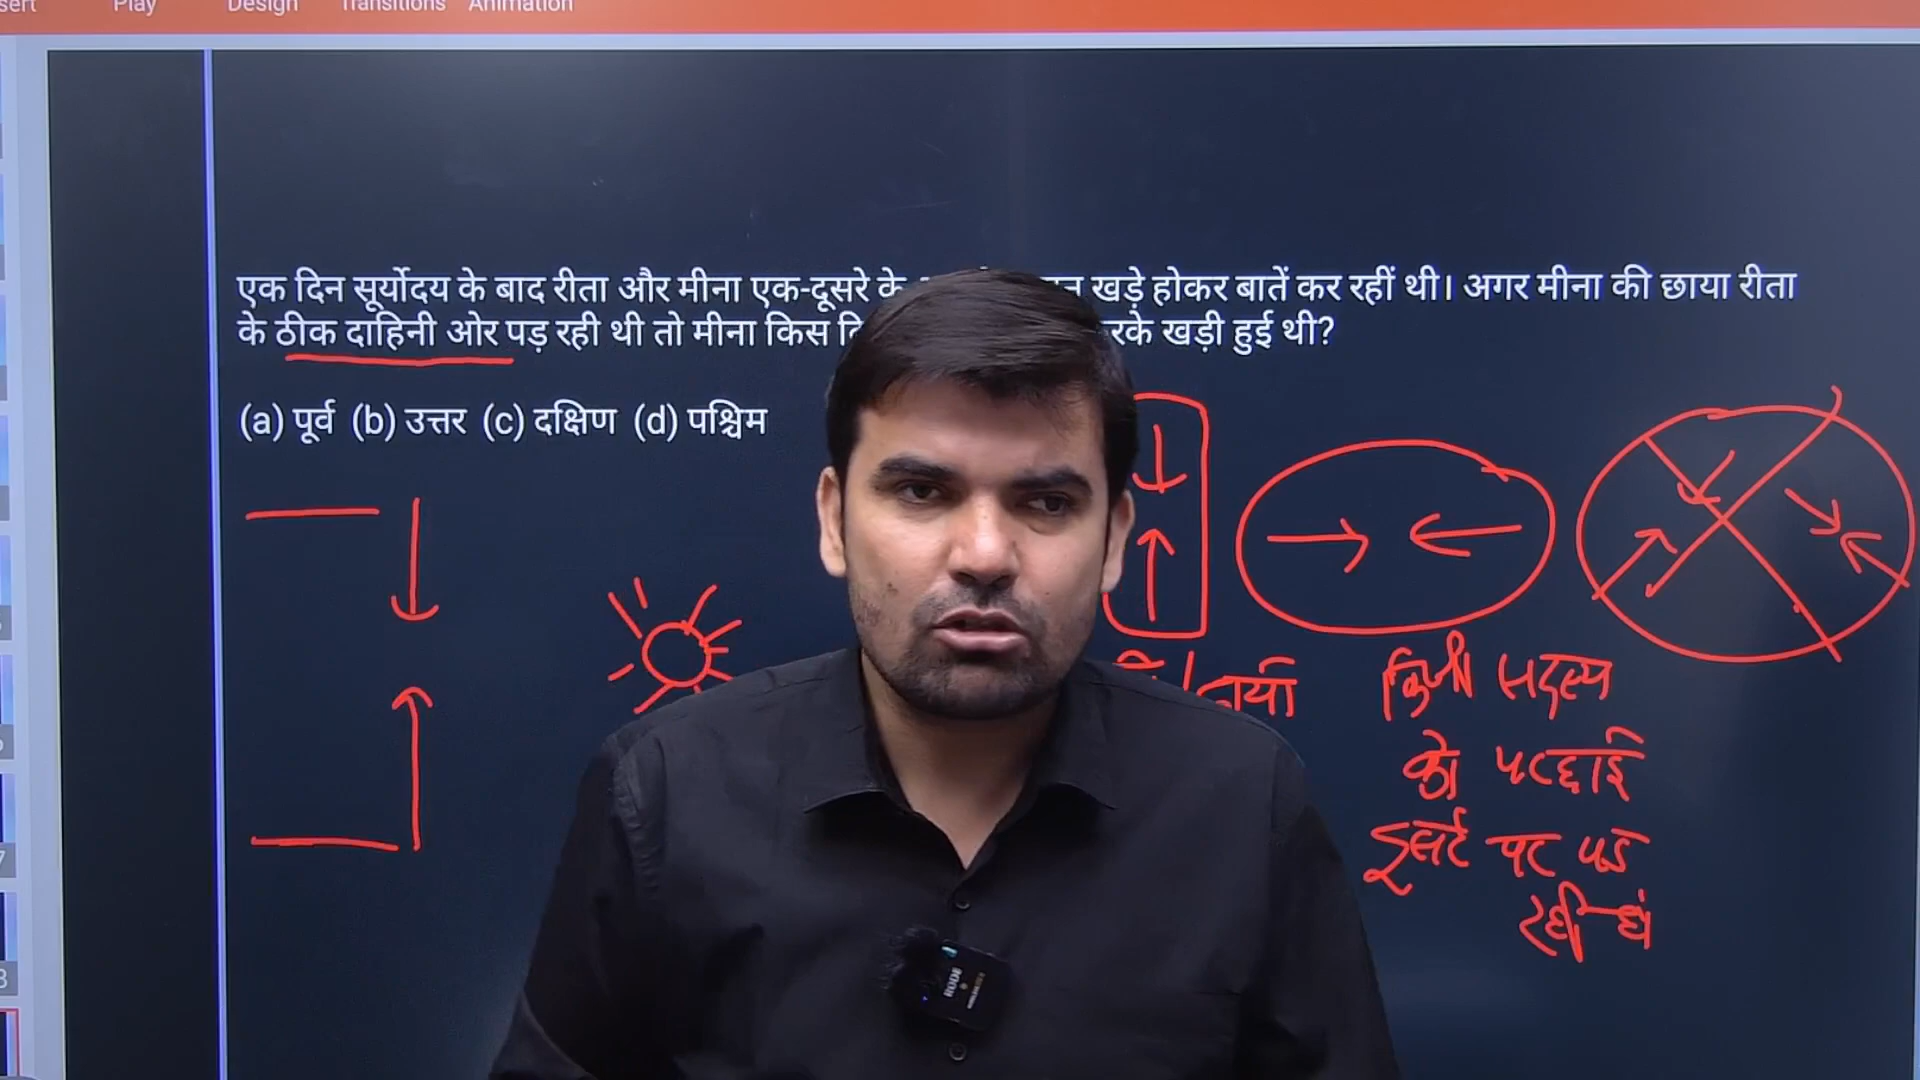 Play Design Transitions Animation
एक दिन सूर्योदय के बाद रीता और मीना एक-दूसरे के खड़े होकर बातें कर रहीं थी। अगर मीना की छाया रीता
के ठीक दाहिनी ओर पड़ रही थी तो मीना किस रके खड़ी हुई थी?
(a) पूर्व (b) उत्तर (c) दक्षिण (d) पश्चिम
किसी सदस्य
की परछाई
दूसरे पर पड़
रही थी
RODE